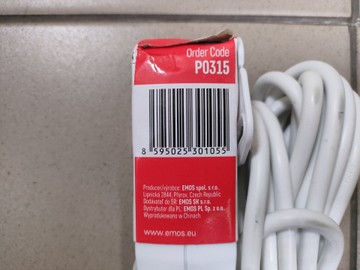 Order Code
P0315
8 595025 301055
Producer/výrobce: EMOS spol. s r.o.,
Lipnická 2844, Přerov, Czech Republic
Dodávateľ do SR: EMOS SK s.r.o.
Dystrybutor dla PL: EMOS PL Sp. z o.o.
Wyprodukowano w Chinach.
www.emos.eu